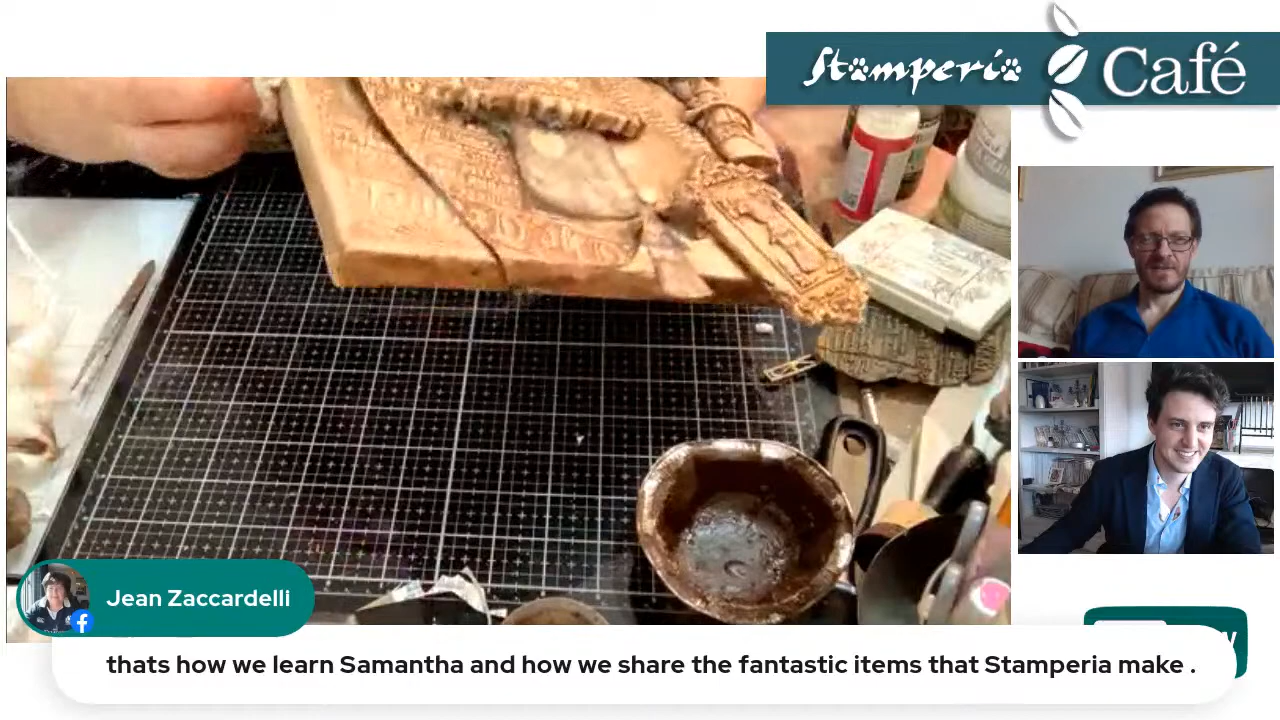 Stamperia Café
Jean Zaccardelli
thats how we learn Samantha and how we share the fantastic items that Stamperia make .